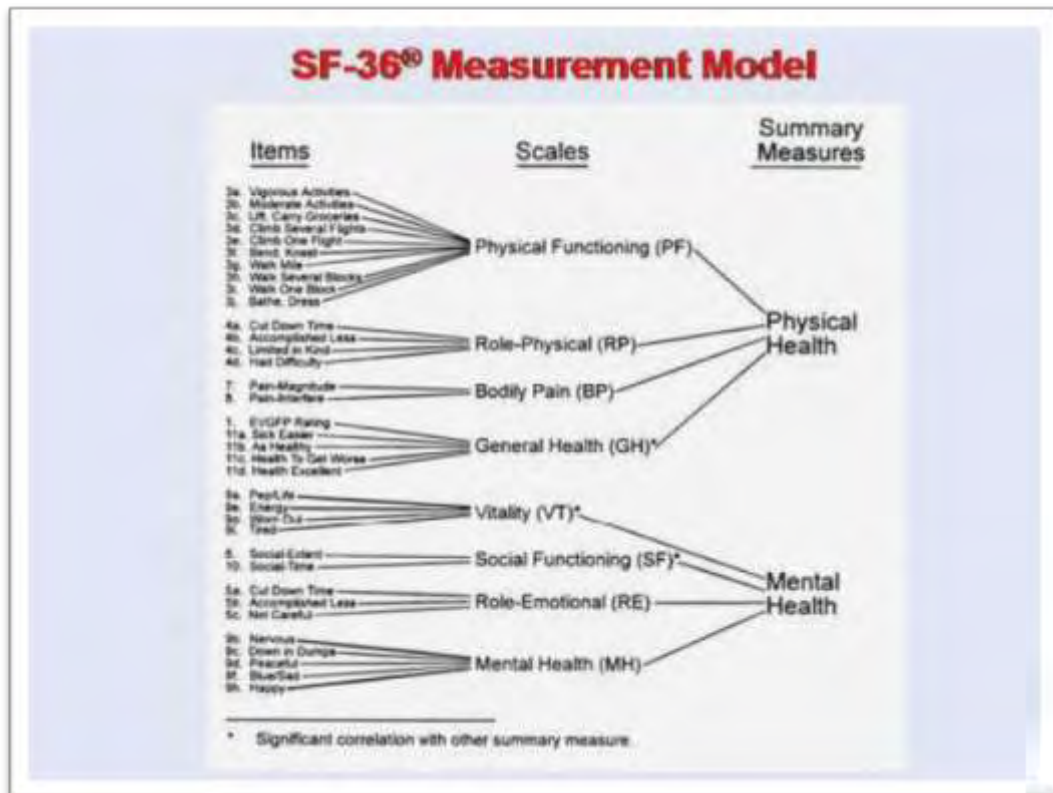 SF-36® Measurement Model
Items
Scales
Summary
Measures
3a. Vigorous Activities
3b. Moderate Activities
3c. Lift, Carry Groceries
3d. Climb Several Flights
3e. Climb One Flight
3f. Bend, Kneel
3g. Walk Mile
3h. Walk Several Blocks
3i. Walk One Block
3j. Bathe, Dress
Physical Functioning (PF)
4a. Cut Down Time
4b. Accomplished Less
4c. Limited in Kind
4d. Had Difficulty
Role-Physical (RP)
7. Pain-Magnitude
8. Pain-Interfere
Bodily Pain (BP)
1. EVGFP Rating
11a. Sick Easier
11b. As Healthy
11c. Health To Get Worse
11d. Health Excellent
General Health (GH)*
Physical
Health
9a. Pep/Life
9e. Energy
9g. Worn Out
9i. Tired
Vitality (VT)*
6. Social-Extent
10. Social-Time
Social Functioning (SF)*
5a. Cut Down Time
5b. Accomplished Less
5c. Not Careful
Role-Emotional (RE)
9b. Nervous
9c. Down in Dumps
9d. Peaceful
9f. Blue/Sad
9h. Happy
Mental Health (MH)
Mental
Health
* Significant correlation with other summary measure.